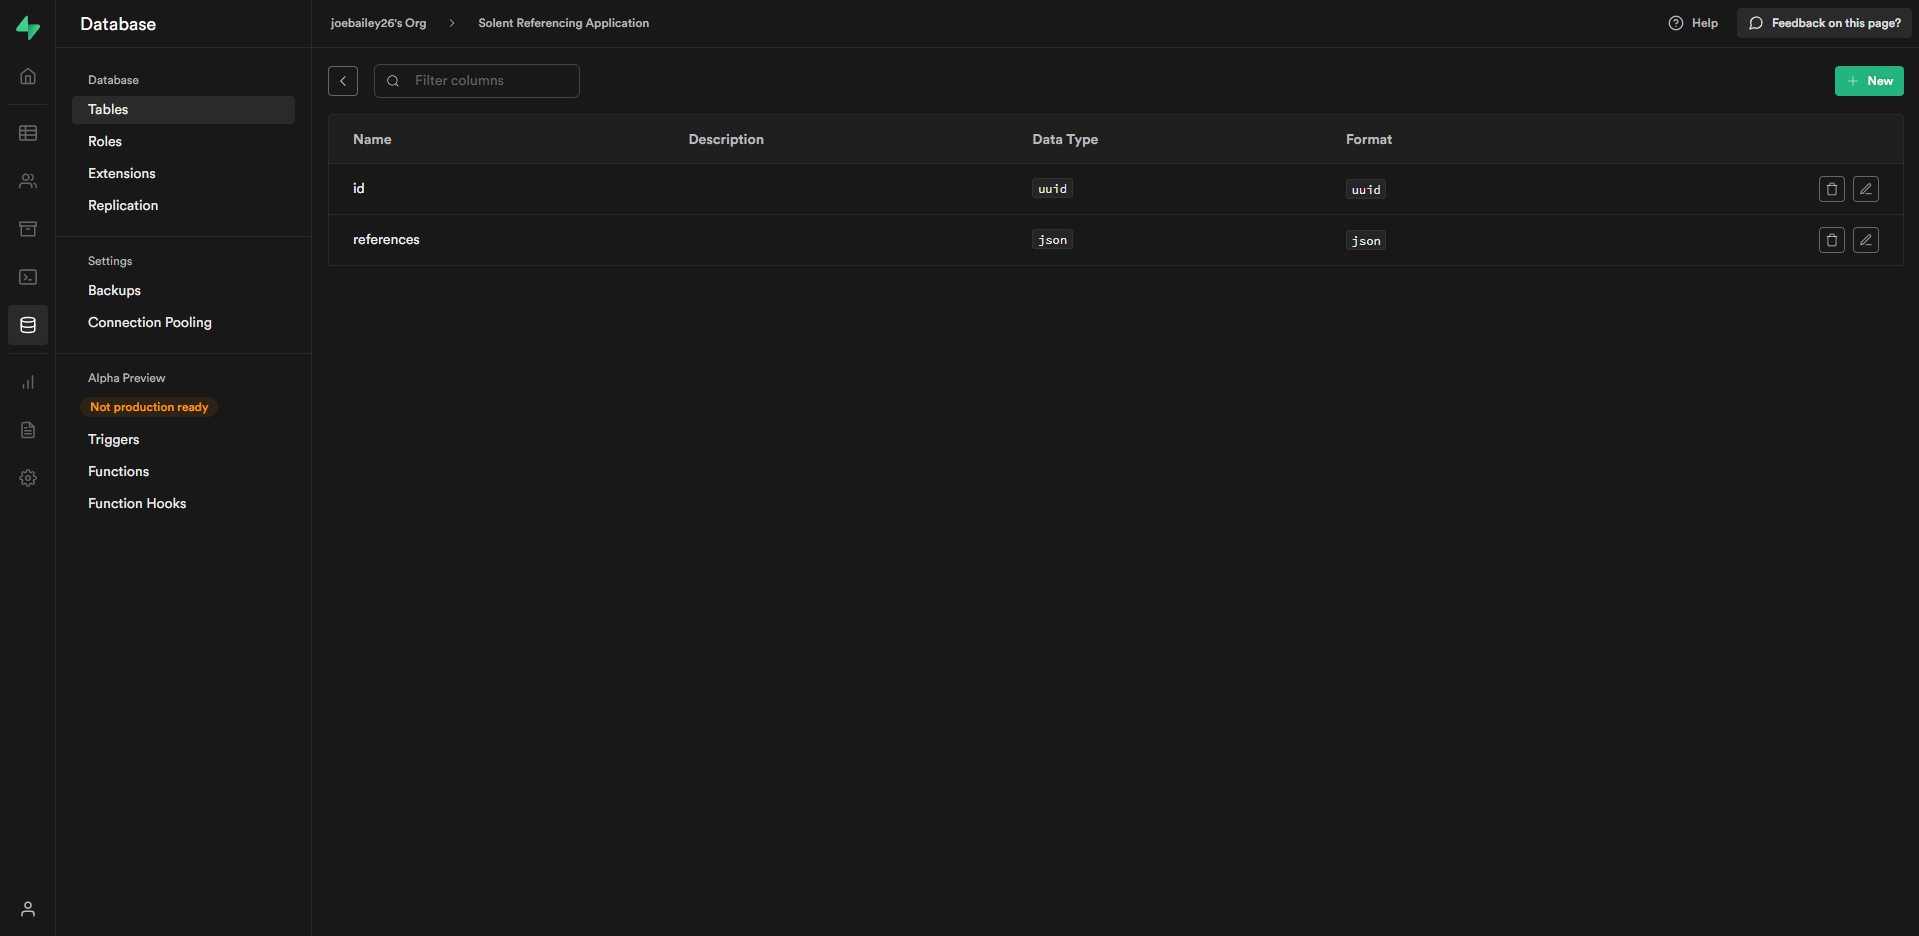 Database
joebailey26's Org
Solent Referencing Application
Help
Feedback on this page?
Database
Tables
Roles
Extensions
Replication
Settings
Backups
Connection Pooling
Alpha Preview
Not production ready
Triggers
Functions
Function Hooks
Filter columns
New
Name Description Data Type Format
id uuid uuid
references json json